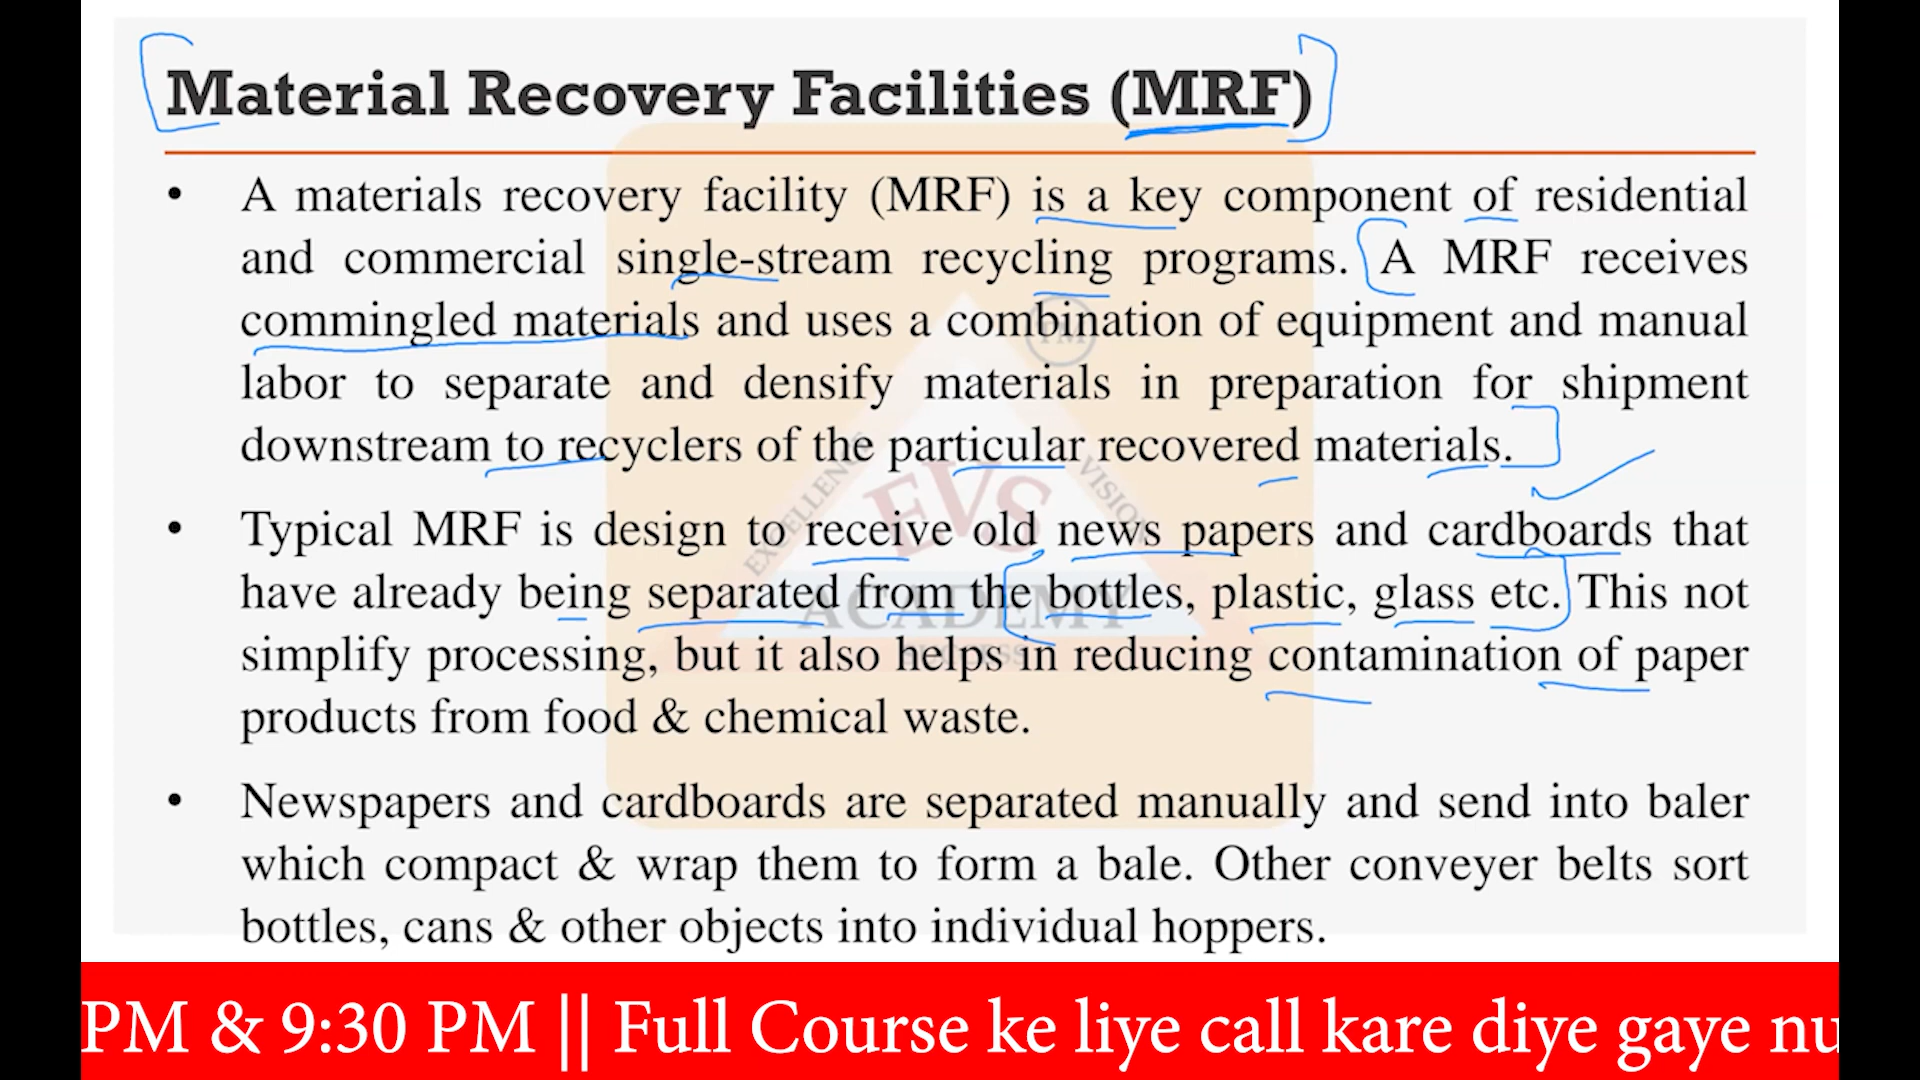 Material Recovery Facilities (MRF)
• A materials recovery facility (MRF) is a key component of residential
and commercial single-stream recycling programs. A MRF receives
commingled materials and uses a combination of equipment and manual
labor to separate and densify materials in preparation for shipment
downstream to recyclers of the particular recovered materials.
• Typical MRF is design to receive old news papers and cardboards that
have already being separated from the bottles, plastic, glass etc. This not
simplify processing, but it also helps in reducing contamination of paper
products from food & chemical waste.
• Newspapers and cardboards are separated manually and send into baler
which compact & wrap them to form a bale. Other conveyer belts sort
bottles, cans & other objects into individual hoppers.
TM
EXCELLENCE
VISION
EVS
ACADEMY
SUCCESS
PM & 9:30 PM || Full Course ke liye call kare diye gaye nu